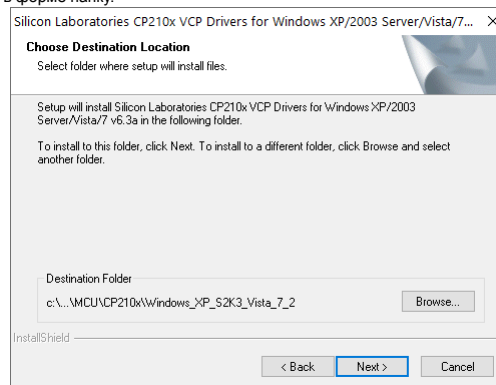 в форме папку.
Silicon Laboratories CP210x VCP Drivers for Windows XP/2003 Server/Vista/7...
Choose Destination Location
Select folder where setup will install files.
Setup will install Silicon Laboratories CP210x VCP Drivers for Windows XP/2003
Server/Vista/7 v6.3a in the following folder.
To install to this folder, click Next. To install to a different folder, click Browse and select
another folder.
Destination Folder
c:\...\MCU\CP210x\Windows_XP_S2K3_Vista_7_2
Browse...
InstallShield
< Back
Next >
Cancel